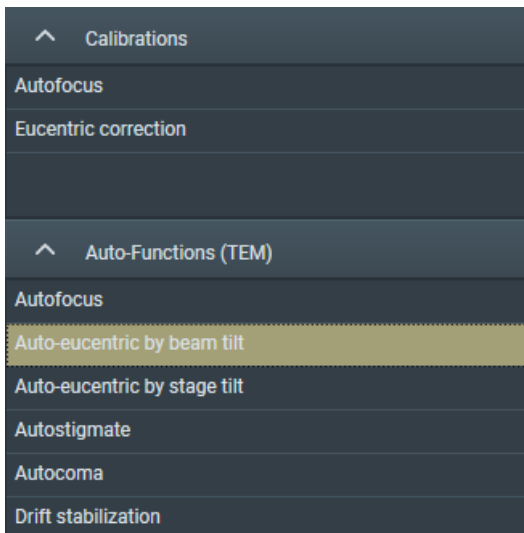 Calibrations
Autofocus
Eucentric correction
Auto-Functions (TEM)
Autofocus
Auto-eucentric by beam tilt
Auto-eucentric by stage tilt
Autostigmate
Autocoma
Drift stabilization